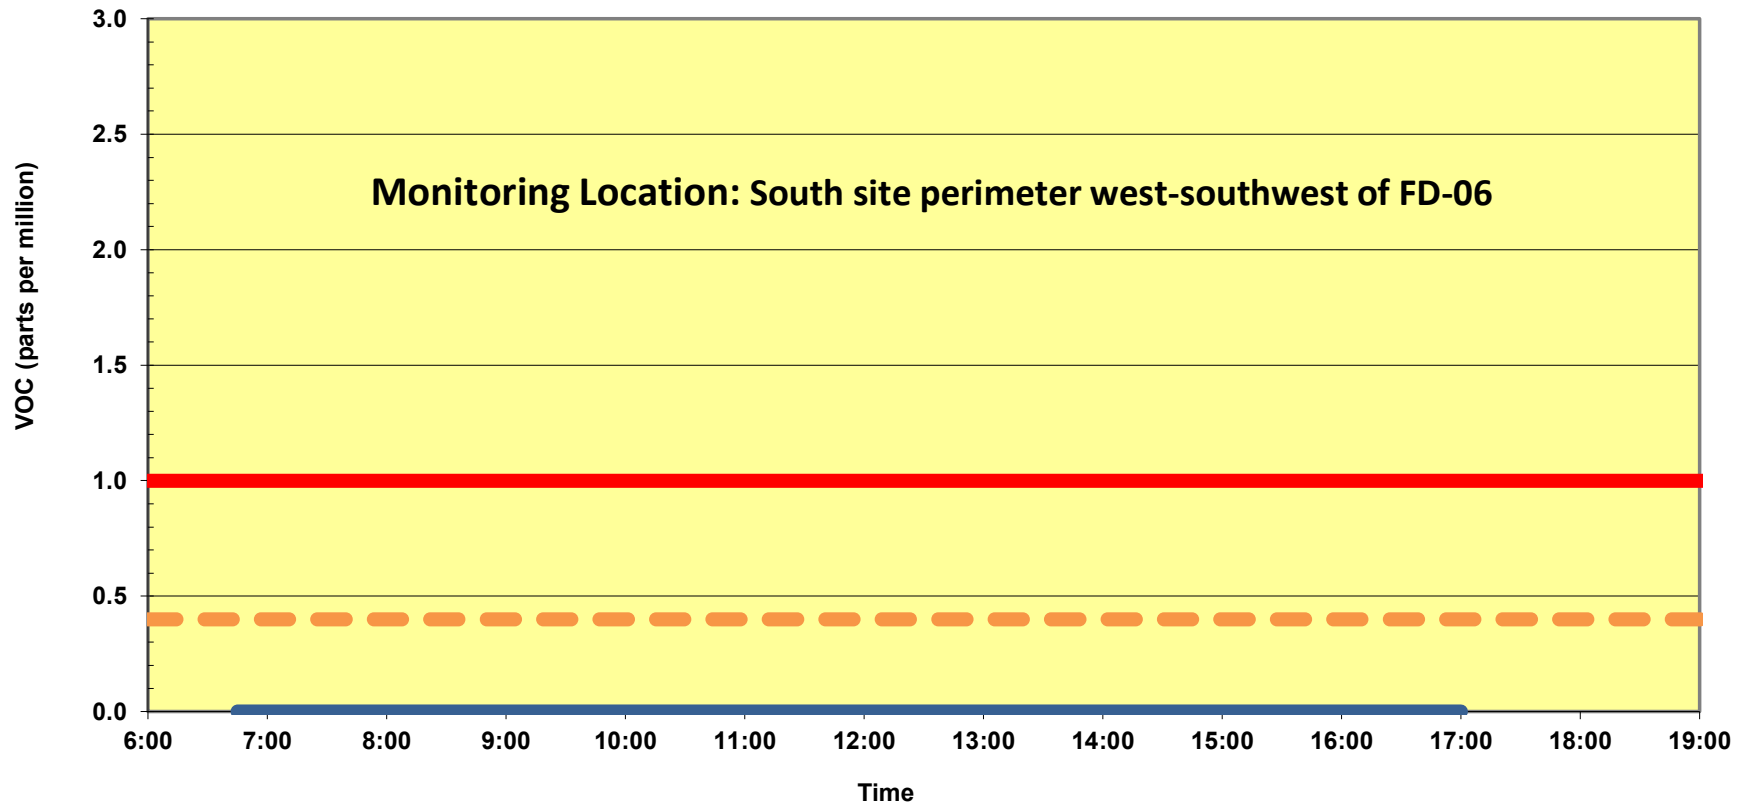 3.0
2.5
2.0
1.5
1.0
0.5
0.0
VOC (parts per million)
Monitoring Location: South site perimeter west-southwest of FD-06
6:00 7:00 8:00 9:00 10:00 11:00 12:00 13:00 14:00 15:00 16:00 17:00 18:00 19:00
Time